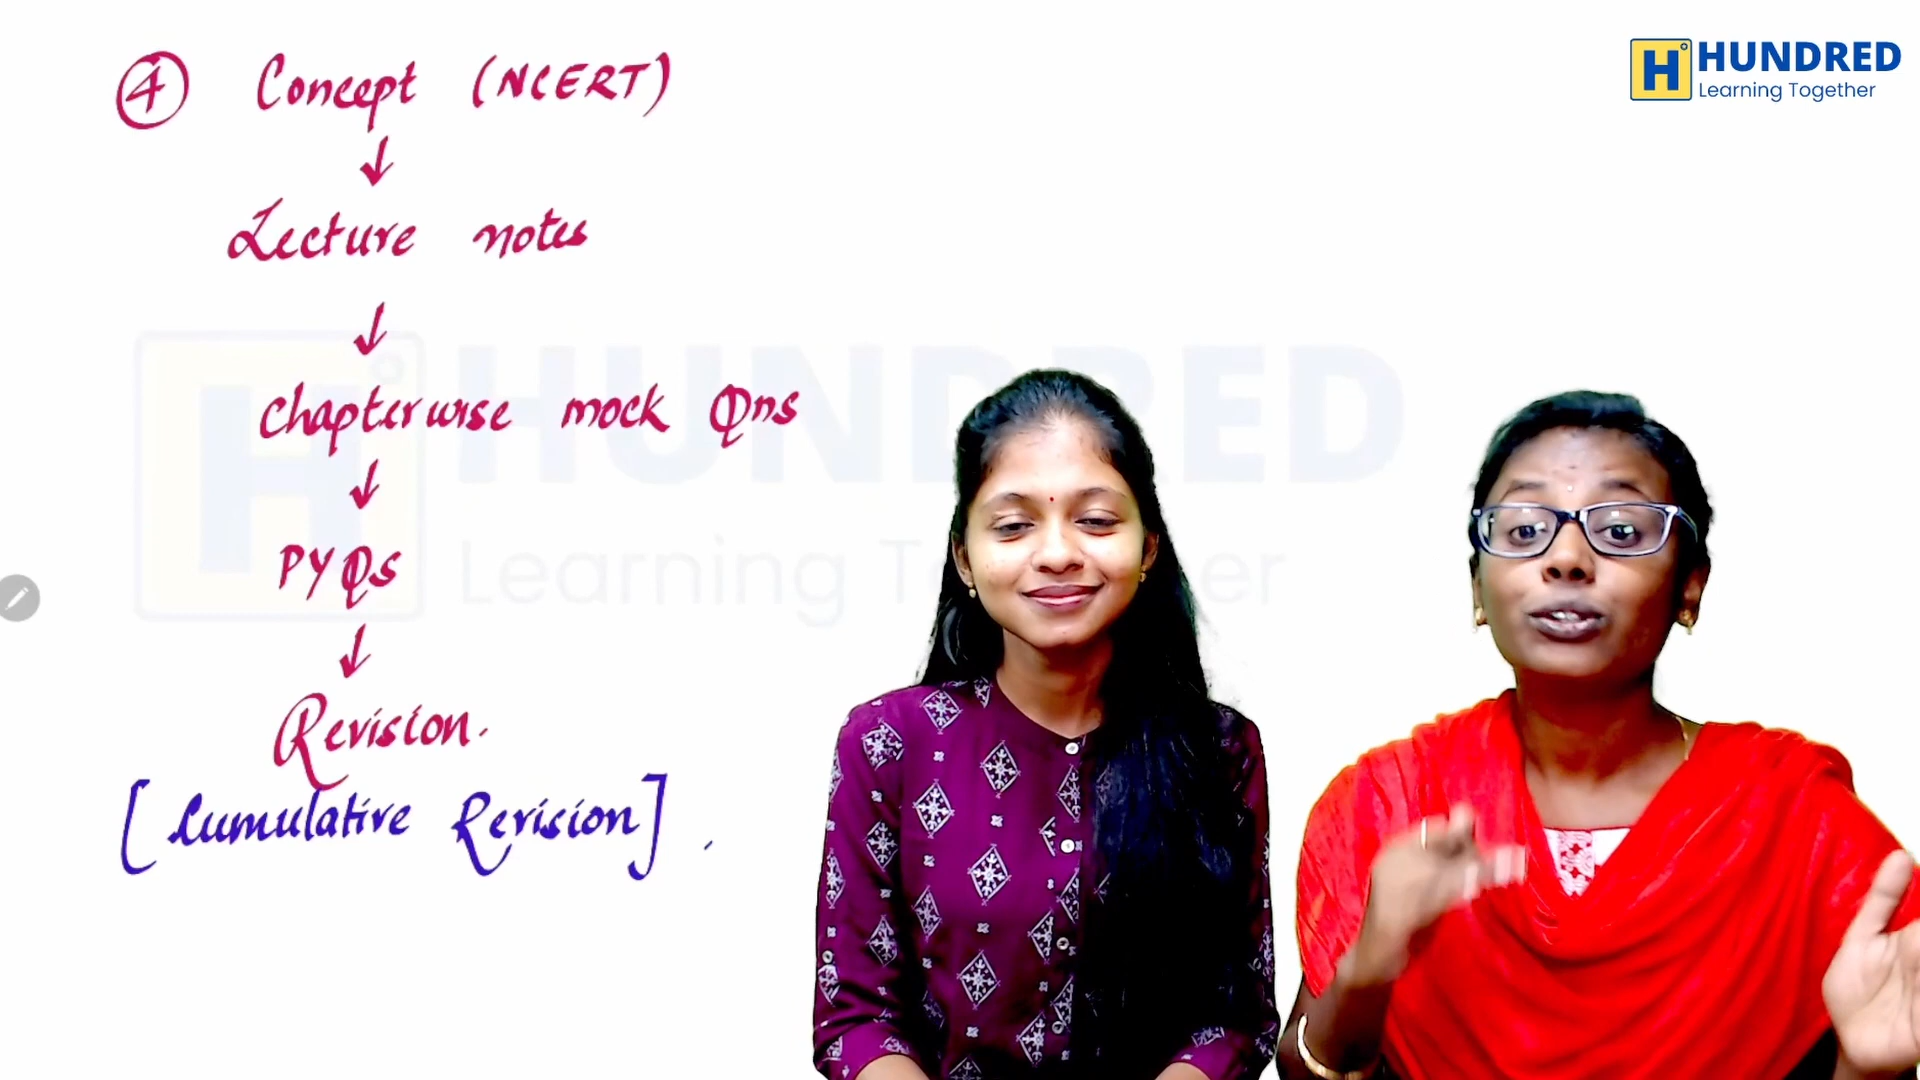 4 Concept (NCERT)
↓
Lecture notes
↓
chapterwise mock Qns
↓
PYQs
↓
Revision.
[Cumulative Revision].
H HUNDRED
Learning Together
H HUNDRED
Learning Together